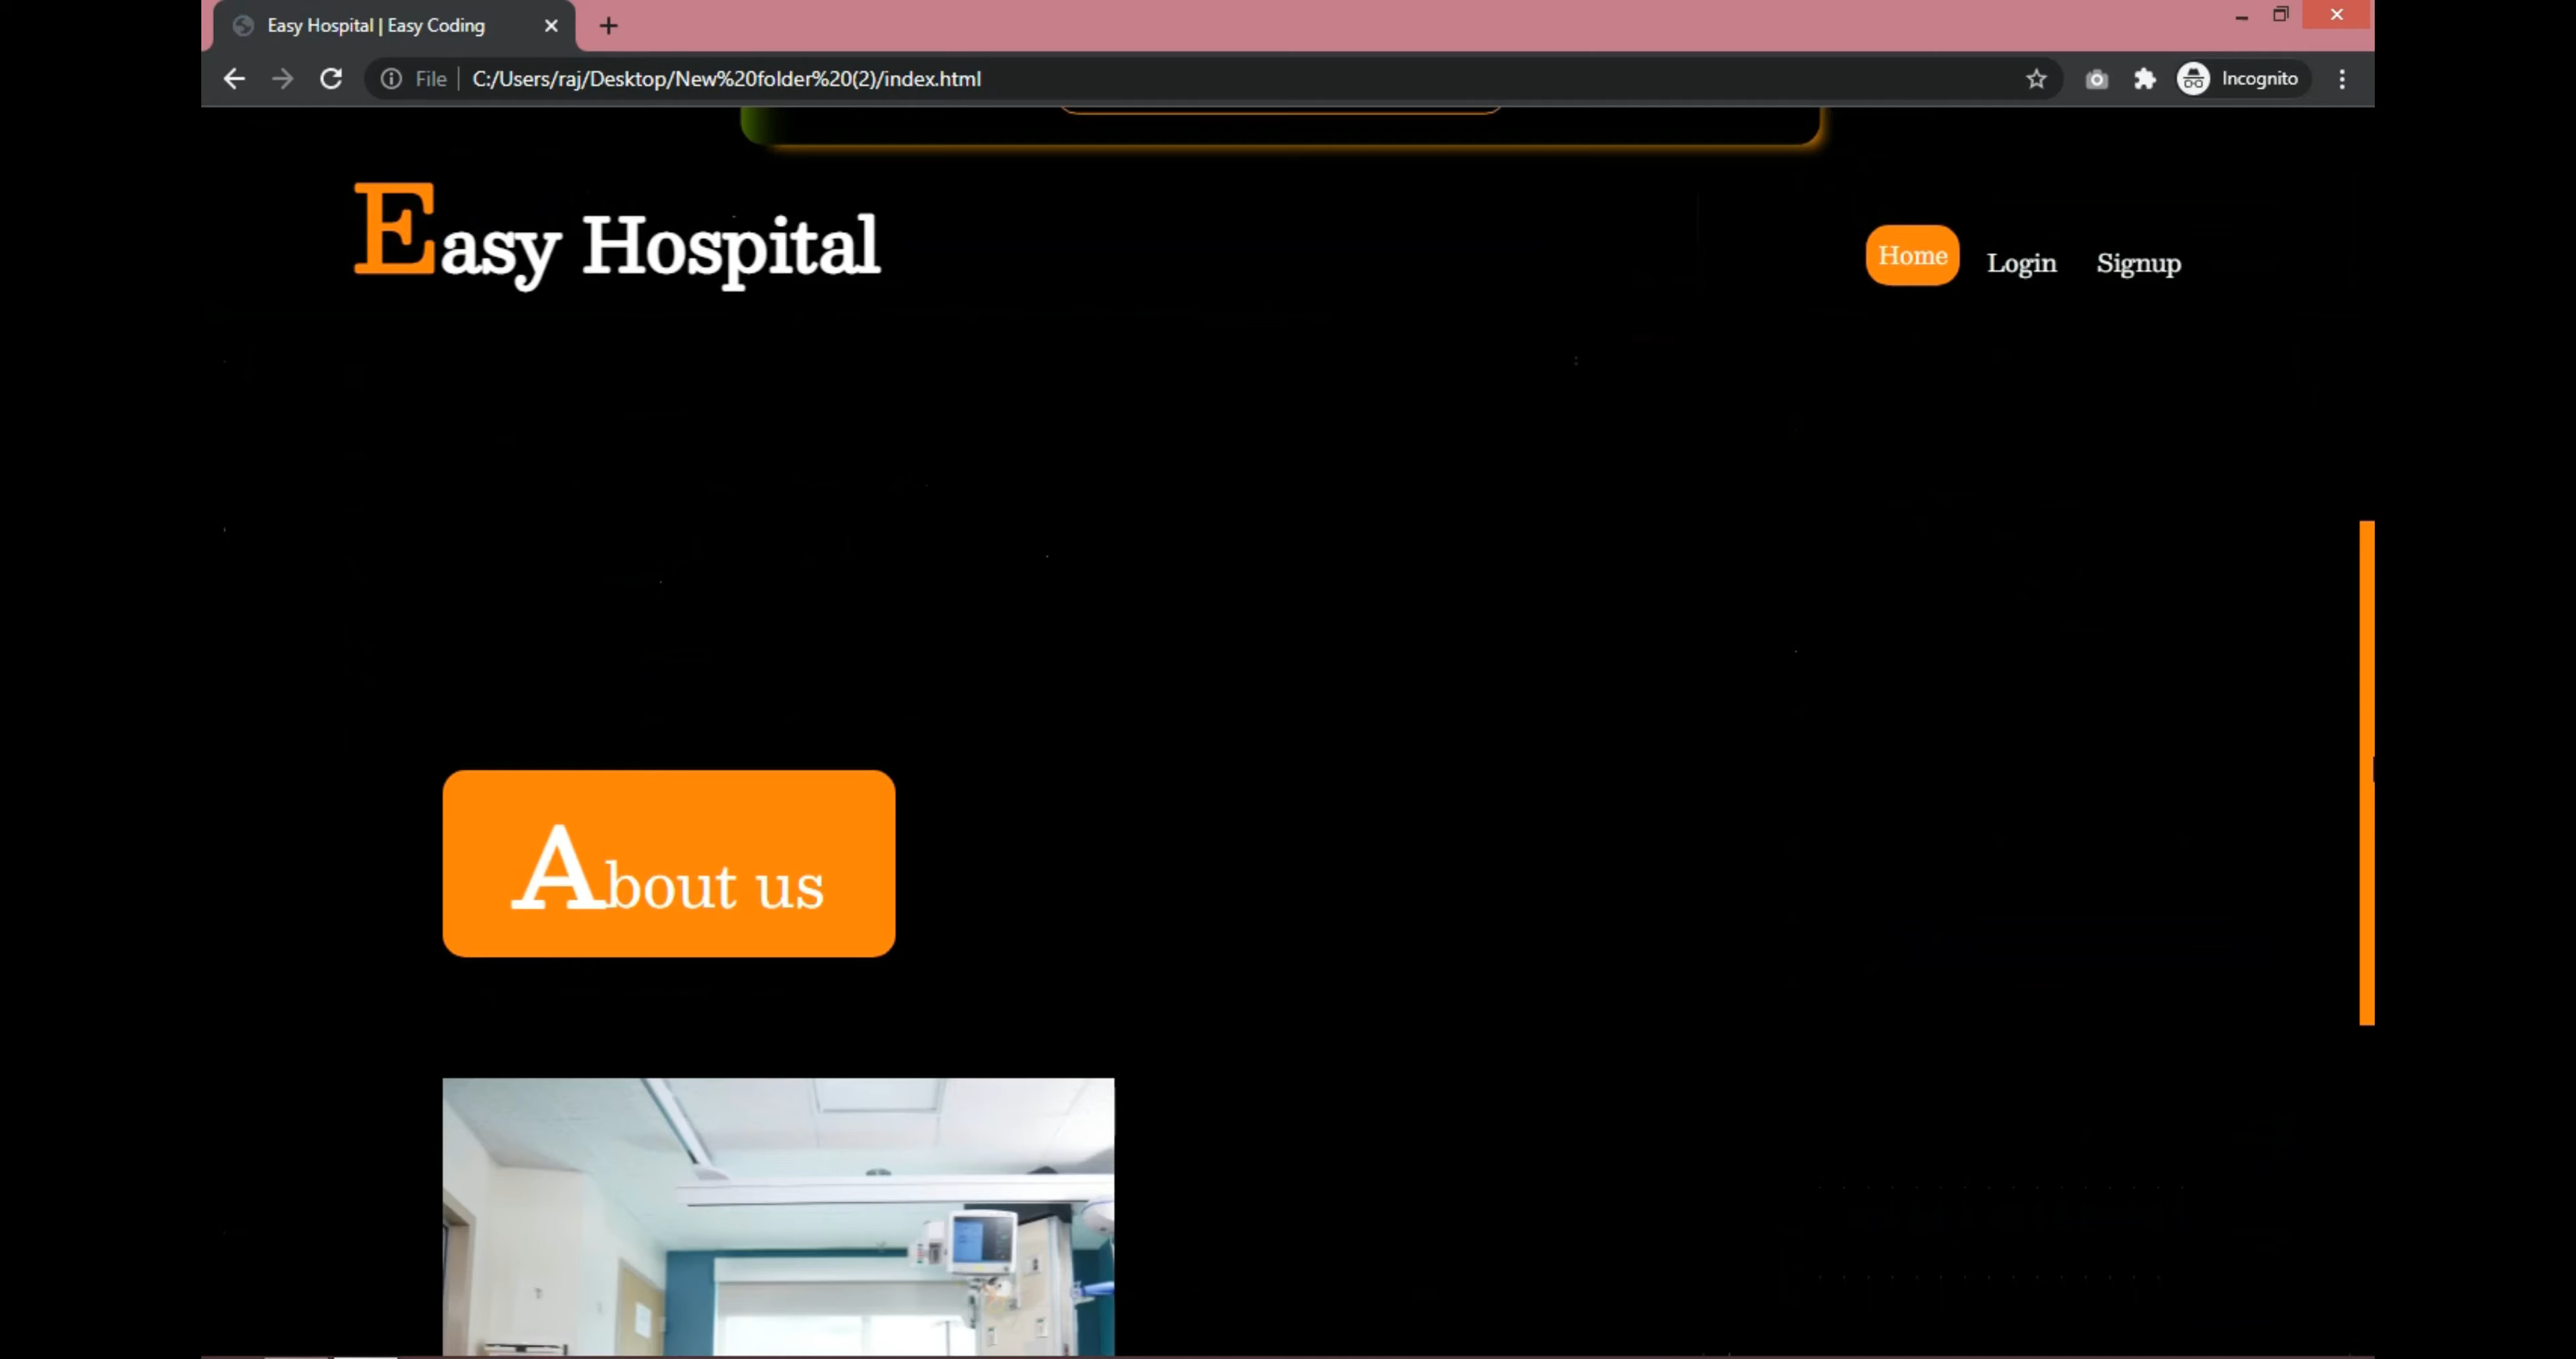 Easy Hospital | Easy Coding
File C:/Users/raj/Desktop/New%20folder%20(2)/index.html
Incognito
Easy Hospital
Home Login Signup
About us